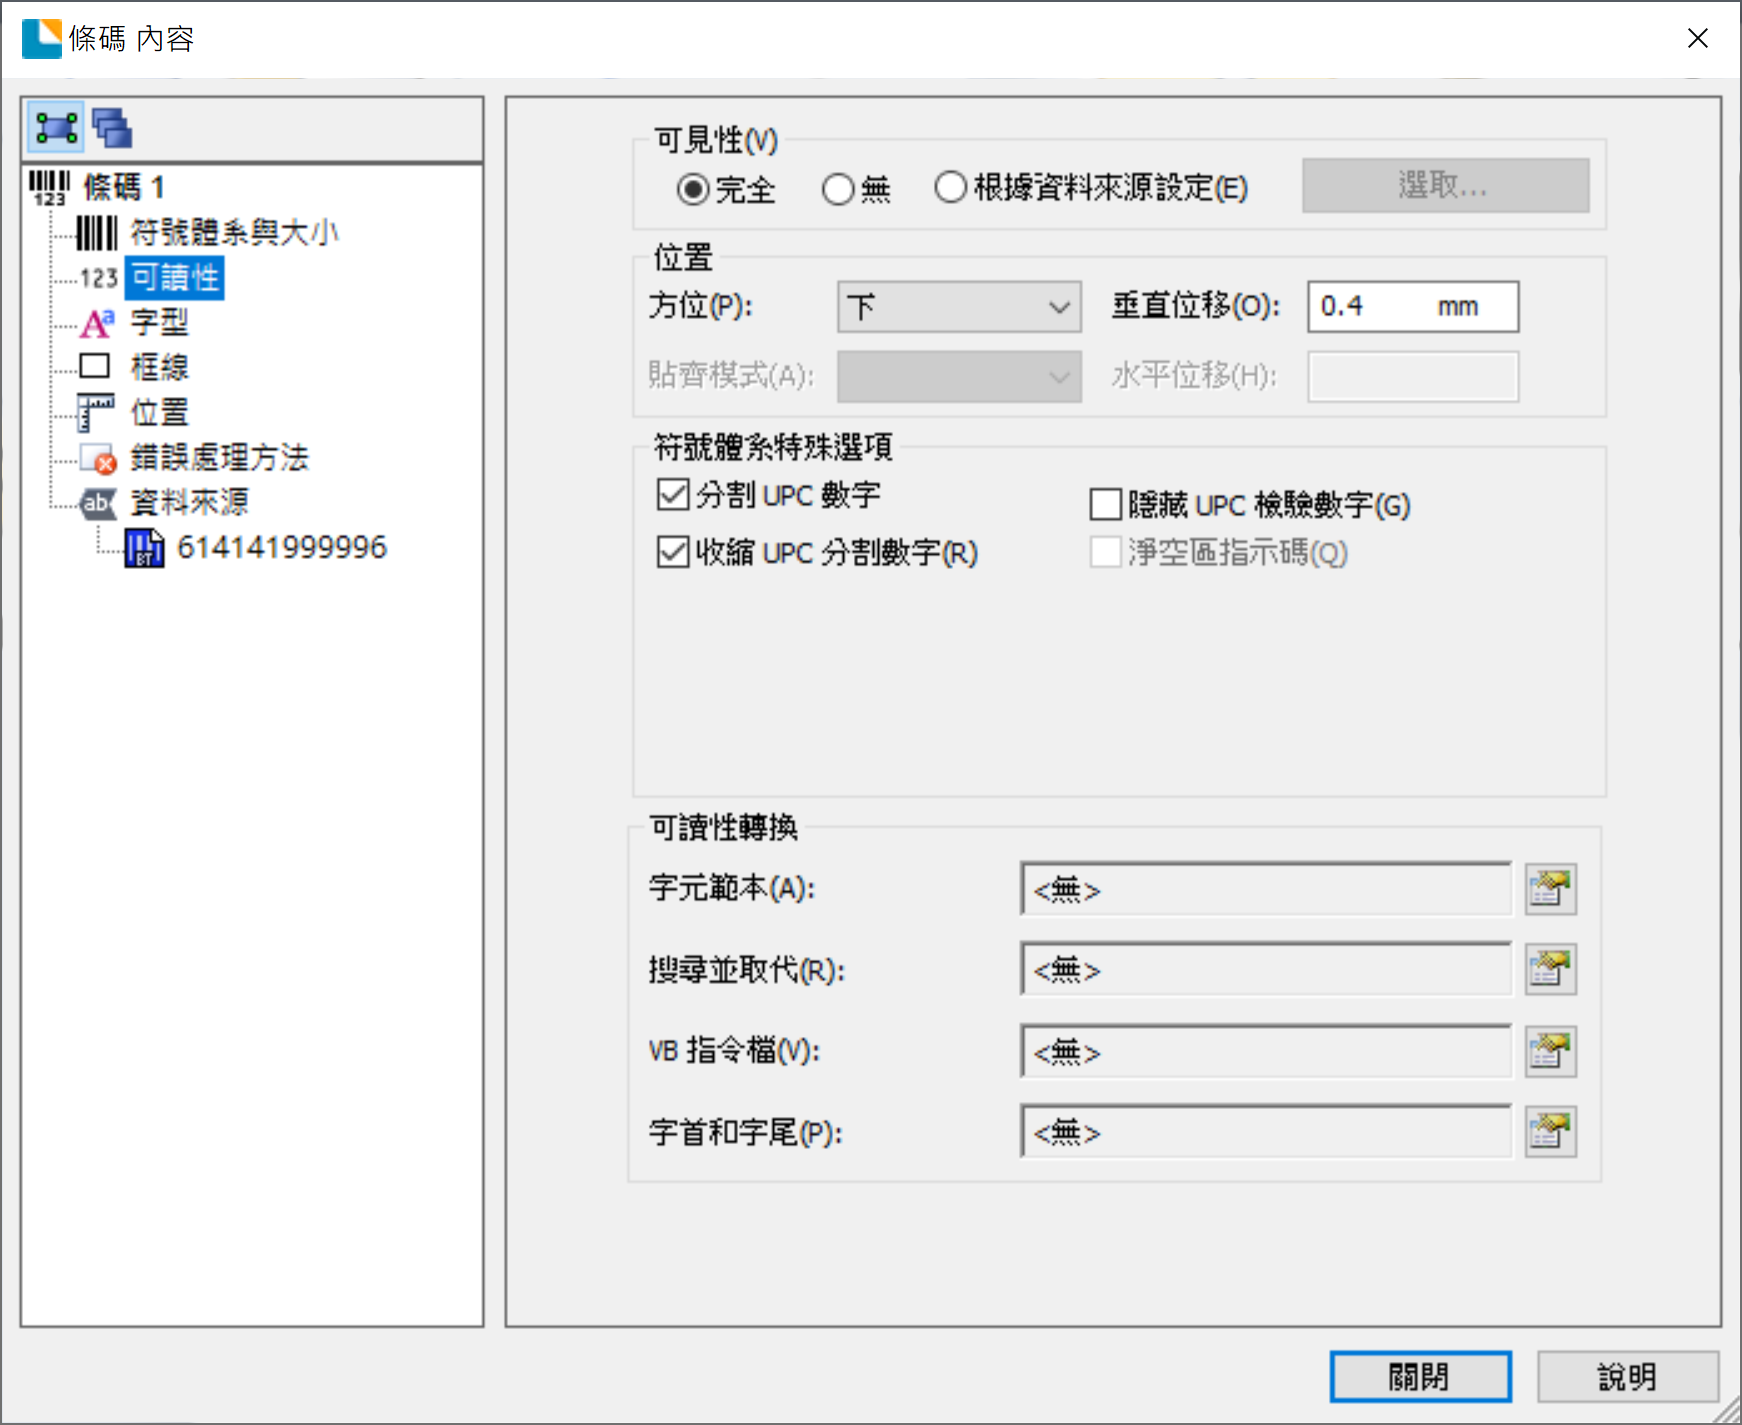 條碼 內容
條碼 1
符號體系與大小
可讀性
字型
框線
位置
錯誤處理方法
資料來源
614141999996
可見性(V)
完全 無 根據資料來源設定(E) 選取...
位置
方位(P): 下 垂直位移(O): 0.4 mm
貼齊模式(A): 水平位移(H):
符號體系特殊選項
分割 UPC 數字 隱藏 UPC 檢驗數字(G)
收縮 UPC 分割數字(R) 淨空區指示碼(Q)
可讀性轉換
字元範本(A): <無>
搜尋並取代(R): <無>
VB 指令檔(V): <無>
字首和字尾(P): <無>
關閉 說明